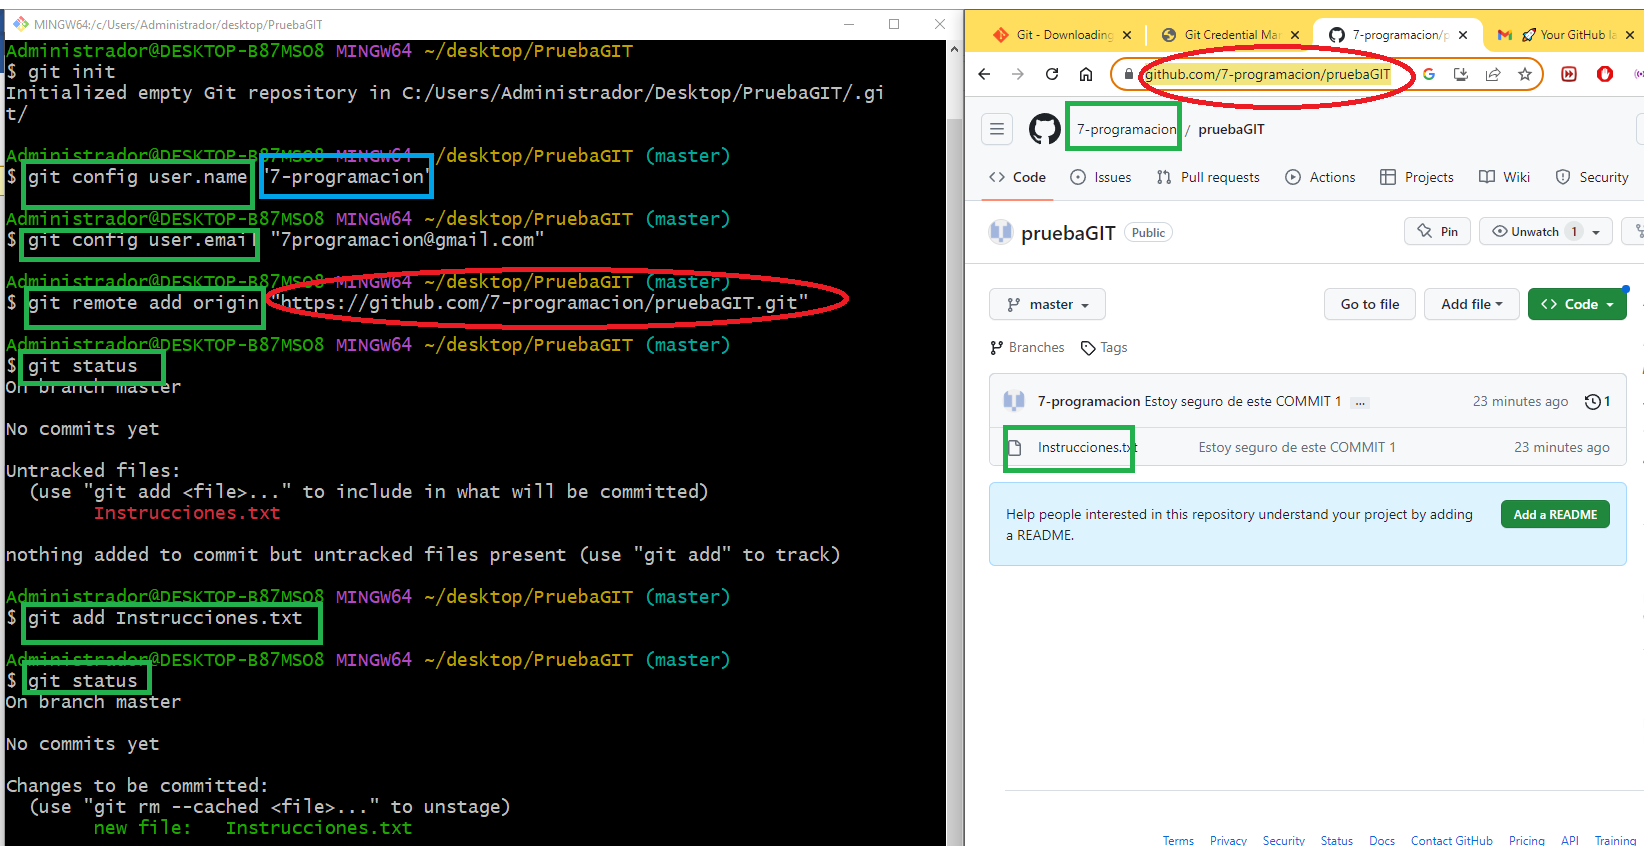 MINGW64:/c/Users/Administrador/desktop/PruebaGIT
Administrador@DESKTOP-B87MSO8 MINGW64 ~/desktop/PruebaGIT
$ git init
Initialized empty Git repository in C:/Users/Administrador/Desktop/PruebaGIT/.gi
t/
Administrador@DESKTOP-B87MSO8 MINGW64 ~/desktop/PruebaGIT (master)
$ git config user.name '7-programacion'
Administrador@DESKTOP-B87MSO8 MINGW64 ~/desktop/PruebaGIT (master)
$ git config user.email "7programacion@gmail.com"
Administrador@DESKTOP-B87MSO8 MINGW64 ~/desktop/PruebaGIT (master)
$ git remote add origin "https://github.com/7-programacion/pruebaGIT.git"
Administrador@DESKTOP-B87MSO8 MINGW64 ~/desktop/PruebaGIT (master)
$ git status
On branch master
No commits yet
Untracked files:
(use "git add <file>..." to include in what will be committed)
Instrucciones.txt
nothing added to commit but untracked files present (use "git add" to track)
Administrador@DESKTOP-B87MSO8 MINGW64 ~/desktop/PruebaGIT (master)
$ git add Instrucciones.txt
Administrador@DESKTOP-B87MSO8 MINGW64 ~/desktop/PruebaGIT (master)
$ git status
On branch master
No commits yet
Changes to be committed:
(use "git rm --cached <file>..." to unstage)
new file: Instrucciones.txt
Git - Downloading
Git Credential Man
7-programacion/p
Your GitHub la
github.com/7-programacion/pruebaGIT
7-programacion / pruebaGIT
Code Issues Pull requests Actions Projects Wiki Security
pruebaGIT Public Pin Unwatch 1
master Go to file Add file Code
Branches Tags
7-programacion Estoy seguro de este COMMIT 1 ... 23 minutes ago 1
Instrucciones.txt Estoy seguro de este COMMIT 1 23 minutes ago
Help people interested in this repository understand your project by adding
a README.
Add a README
Terms Privacy Security Status Docs Contact GitHub Pricing API Training